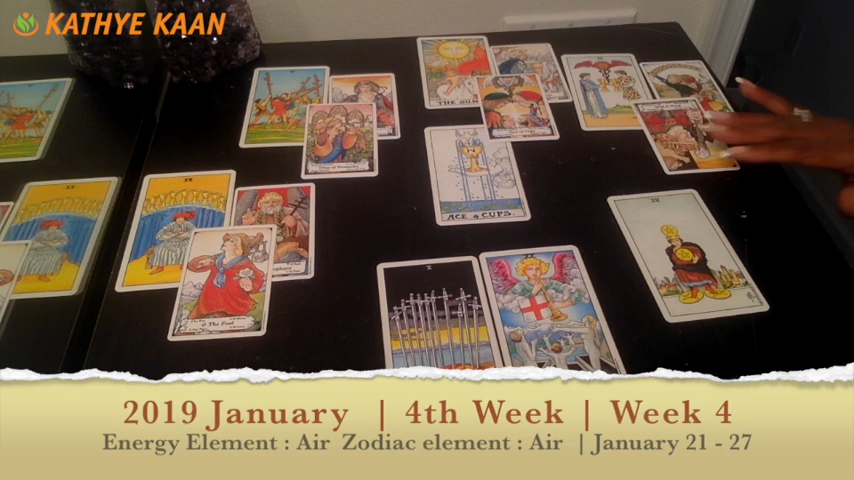 KATHYE KAAN
THE SUN
ACE of CUPS.
0 The Fool
2019 January | 4th Week | Week 4
Energy Element : Air Zodiac element : Air | January 21 - 27